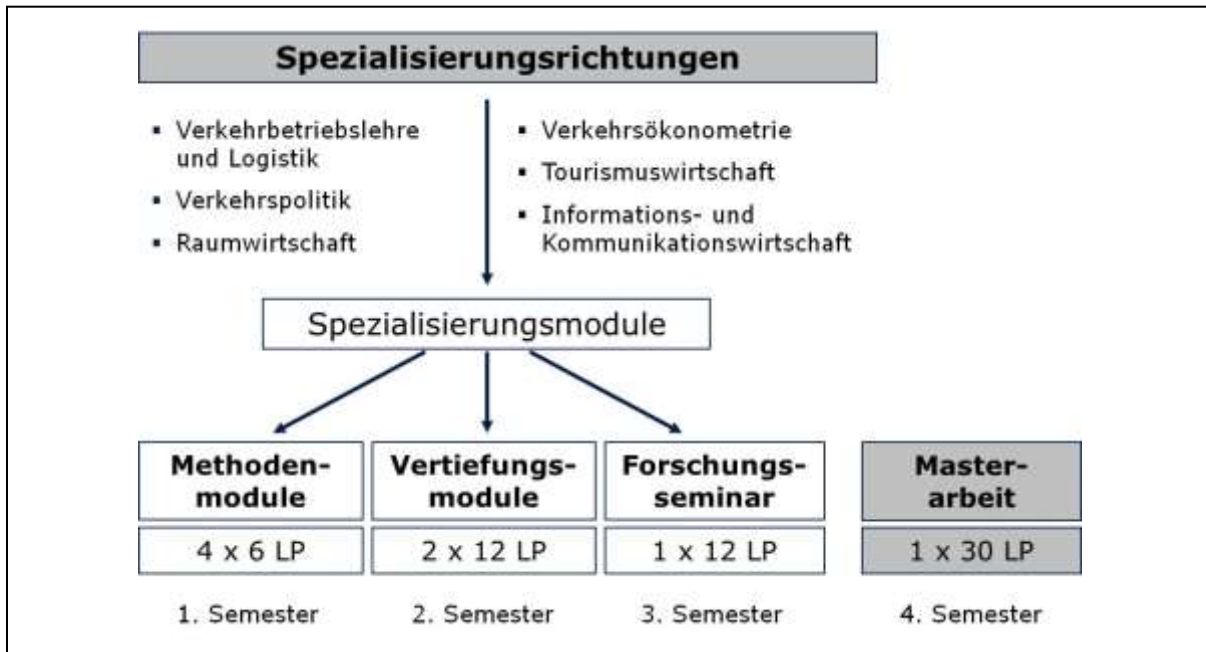 Spezialisierungsrichtungen
▪ Verkehrbetriebslehre
und Logistik
▪ Verkehrspolitik
▪ Raumwirtschaft
▪ Verkehrsökonometrie
▪ Tourismuswirtschaft
▪ Informations- und
Kommunikationswirtschaft
Spezialisierungsmodule
Methoden-
module
4 x 6 LP
1. Semester
Vertiefungs-
module
2 x 12 LP
2. Semester
Forschungs-
seminar
1 x 12 LP
3. Semester
Master-
arbeit
1 x 30 LP
4. Semester